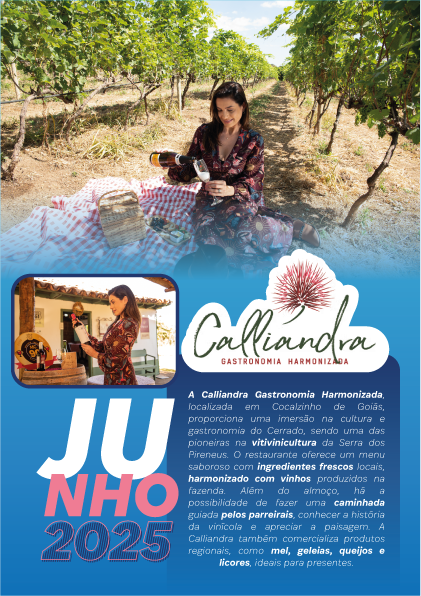 Calliandra
GASTRONOMIA HARMONIZADA
JU
NHO
2025
A Calliandra Gastronomia Harmonizada,
localizada em Cocalzinho de Goiás,
proporciona uma imersão na cultura e
gastronomia do Cerrado, sendo uma das
pioneiras na vitivinicultura da Serra dos
Pireneus. O restaurante oferece um menu
saboroso com ingredientes frescos locais,
harmonizado com vinhos produzidos na
fazenda. Além do almoço, há a
possibilidade de fazer uma caminhada
guiada pelos parreirais, conhecer a história
da vinícola e apreciar a paisagem. A
Calliandra também comercializa produtos
regionais, como mel, geleias, queijos e
licores, ideais para presentes.